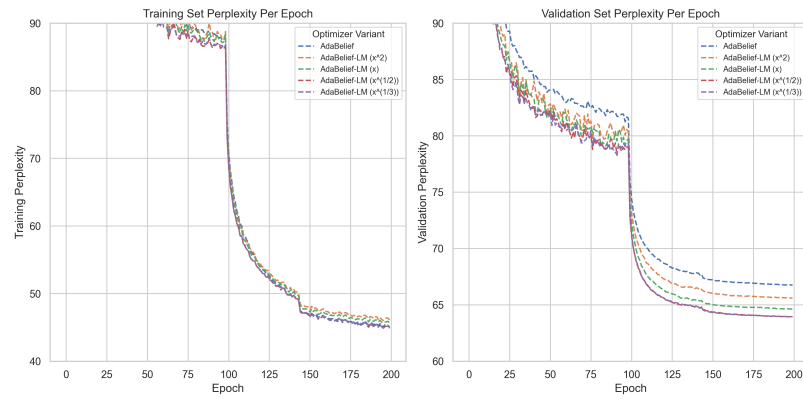 Training Set Perplexity Per Epoch
90
80
70
60
50
40
Training Perplexity
0 25 50 75 100 125 150 175 200
Epoch
Optimizer Variant
AdaBelief
AdaBelief-LM (x^2)
AdaBelief-LM (x)
AdaBelief-LM (x^(1/2))
AdaBelief-LM (x^(1/3))
Validation Set Perplexity Per Epoch
90
85
80
75
70
65
60
Validation Perplexity
0 25 50 75 100 125 150 175 200
Epoch
Optimizer Variant
AdaBelief
AdaBelief-LM (x^2)
AdaBelief-LM (x)
AdaBelief-LM (x^(1/2))
AdaBelief-LM (x^(1/3))